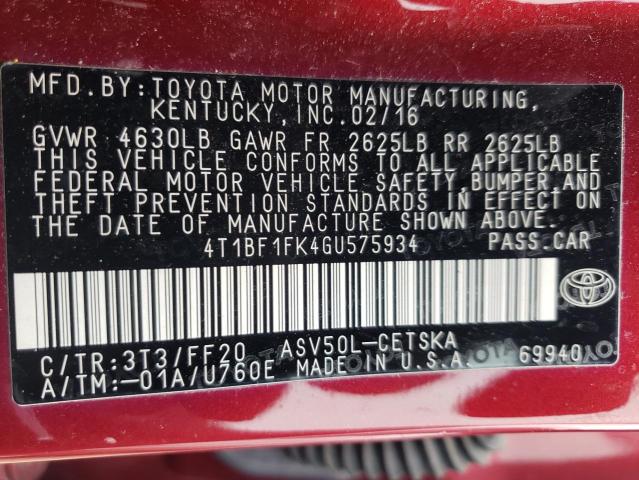 MFD.BY:TOYOTA MOTOR MANUFACTURING,
KENTUCKY, INC.02/16
GVWR 4630LB GAWR FR 2625LB RR 2625LB
THIS VEHICLE CONFORMS TO ALL APPLICABLE
FEDERAL MOTOR VEHICLE SAFETY,BUMPER,AND
THEFT PREVENTION STANDARDS IN EFFECT ON
THE DATE OF MANUFACTURE SHOWN ABOVE.
4T1BF1FK4GU575934 PASS.CAR
C/TR:3T3/FF20 ASV50L-CETSKA
A/TM:-01A/U760E MADE IN U.S.A. 69940